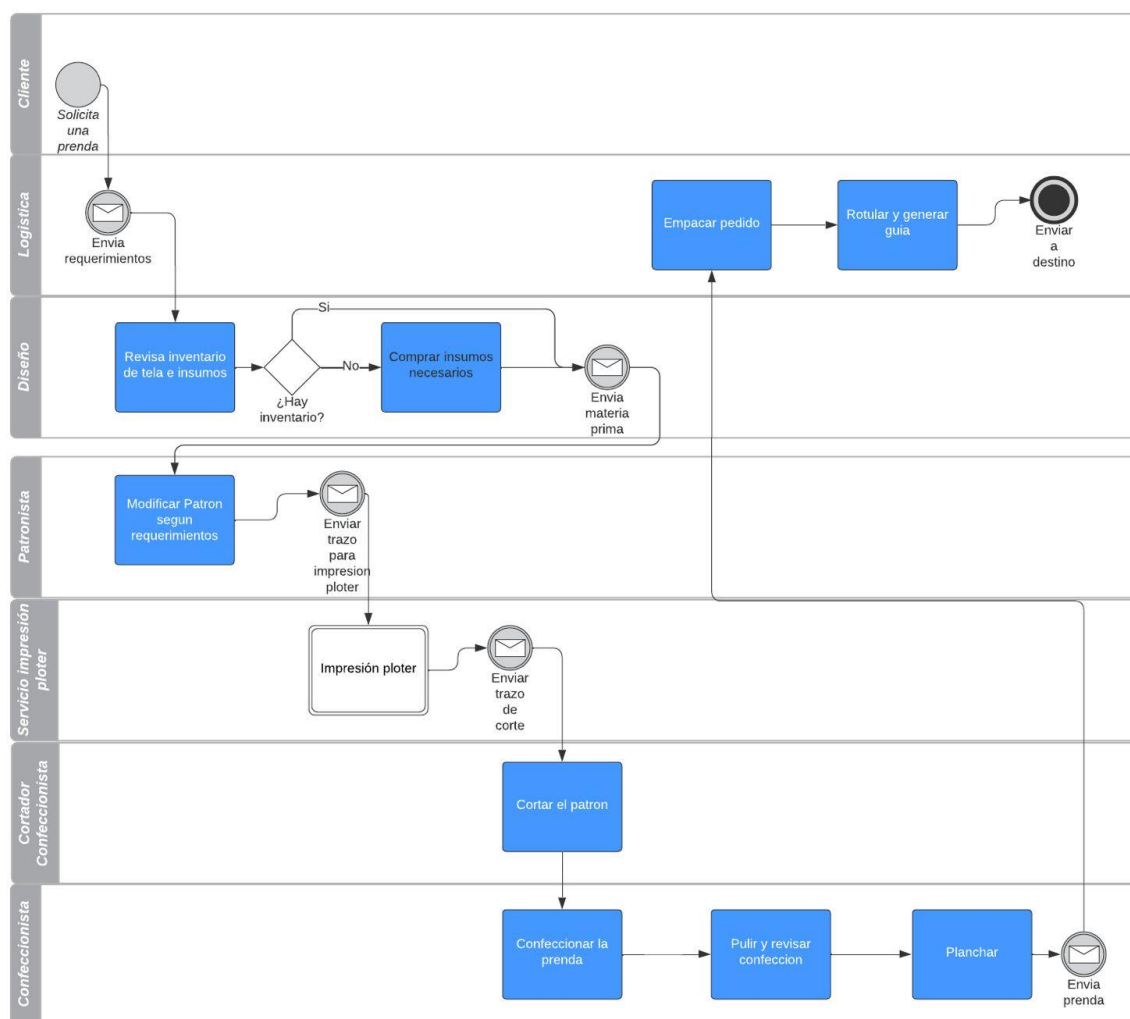 Cliente
Solicita
una
prenda
Logistica
Envia
requerimientos
Empacar pedido
Rotular y generar
guia
Enviar
a
destino
Diseño
Revisa inventario
de tela e insumos
¿Hay
inventario?
Si
No
Comprar insumos
necesarios
Envia
materia
prima
Patronista
Modificar Patron
segun
requerimientos
Enviar
trazo
para
impresion
ploter
Servicio impresión
ploter
Impresión ploter
Enviar
trazo
de
corte
Cortador
Confeccionista
Cortar el patron
Confeccionista
Confeccionar la
prenda
Pulir y revisar
confeccion
Planchar
Envia
prenda